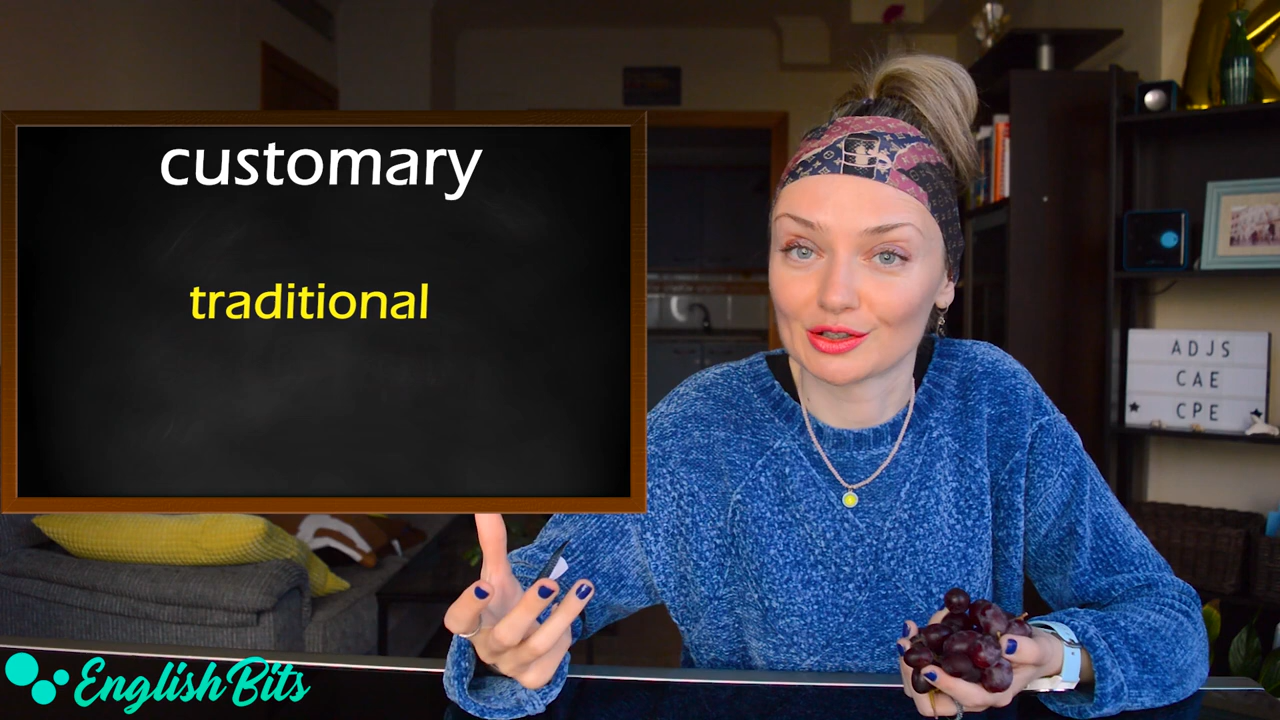 customary
traditional
ADJS
CAE
CPE
EnglishBits